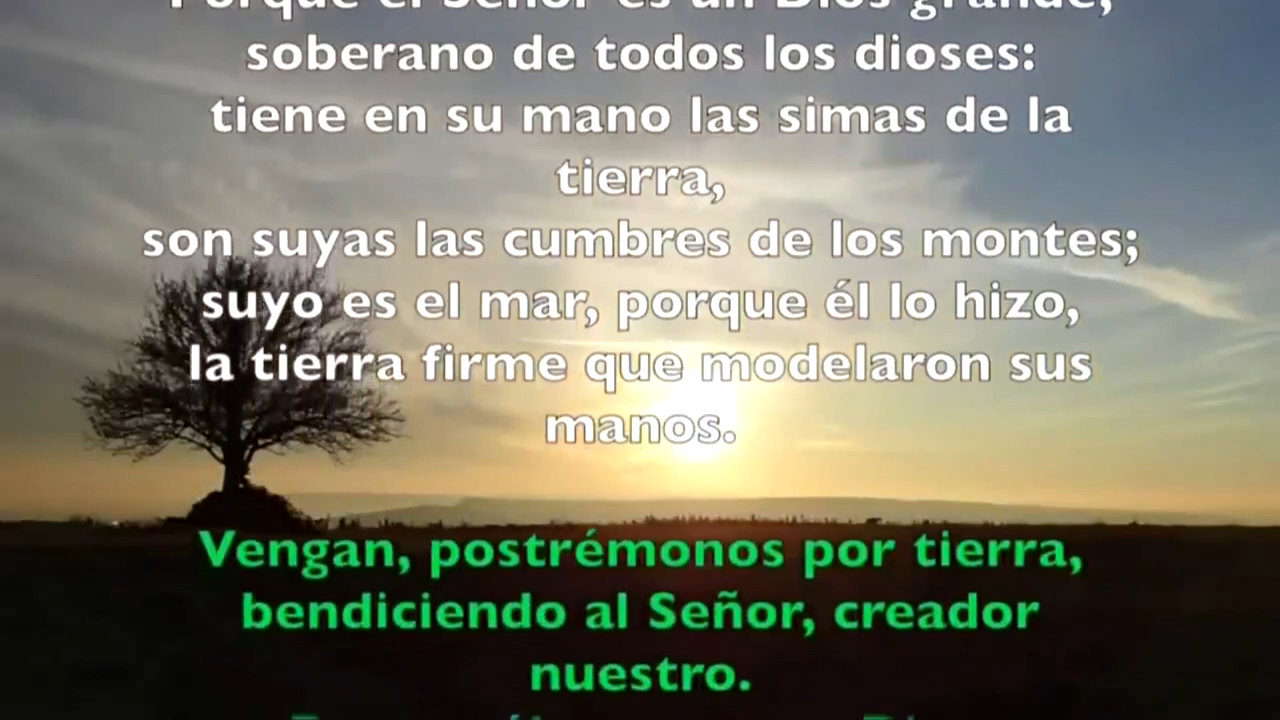 Porque el Señor es un Dios grande,
soberano de todos los dioses:
tiene en su mano las simas de la
tierra,
son suyas las cumbres de los montes;
suyo es el mar, porque él lo hizo,
la tierra firme que modelaron sus
manos.
Vengan, postrémonos por tierra,
bendiciendo al Señor, creador
nuestro.